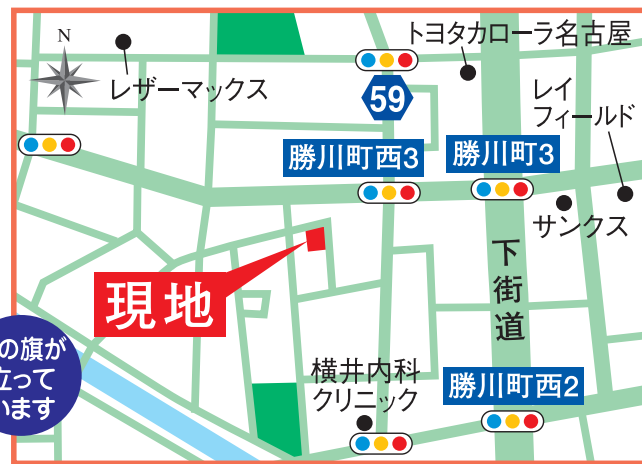 N
トヨタカローラ名古屋
レザーマックス
59
レイ
フィールド
勝川町西3
勝川町3
サンクス
下街道
現地
の旗が
立って
います
横井内科
クリニック
勝川町西2